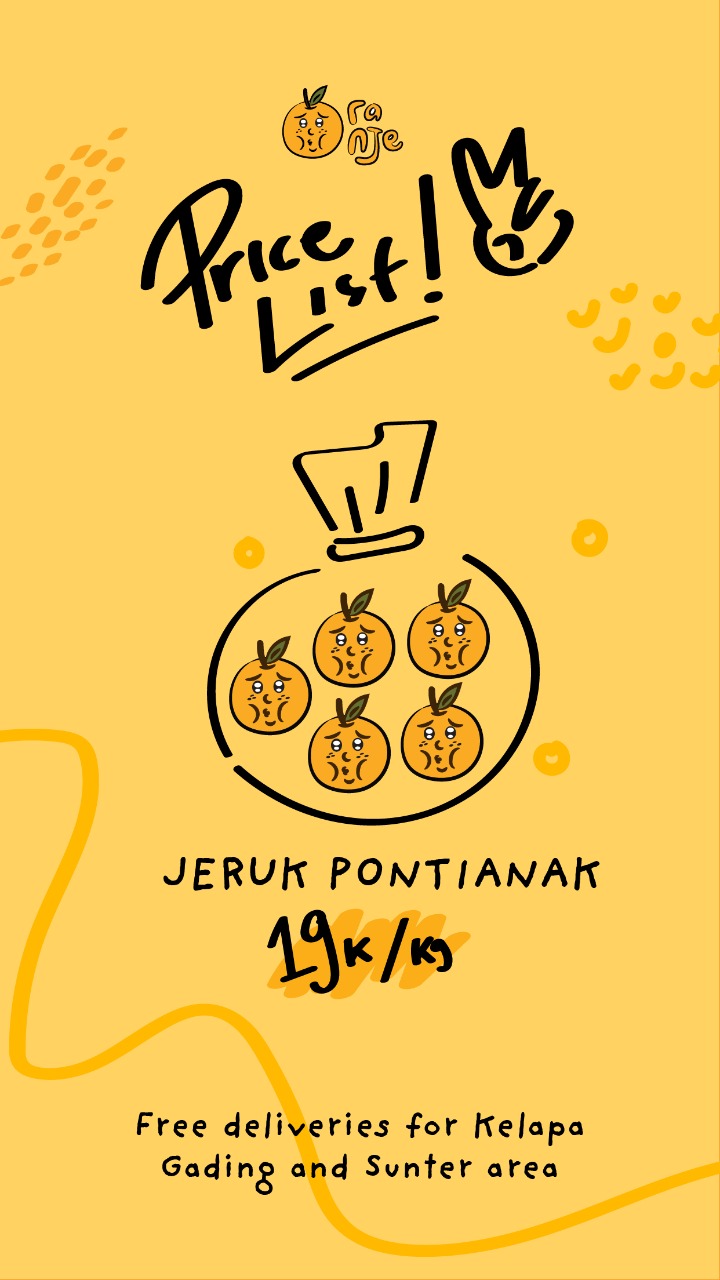 ra
nje
Price
List!
JERUK PONTIANAK
19K/Kg
Free deliveries for Kelapa
Gading and Sunter area